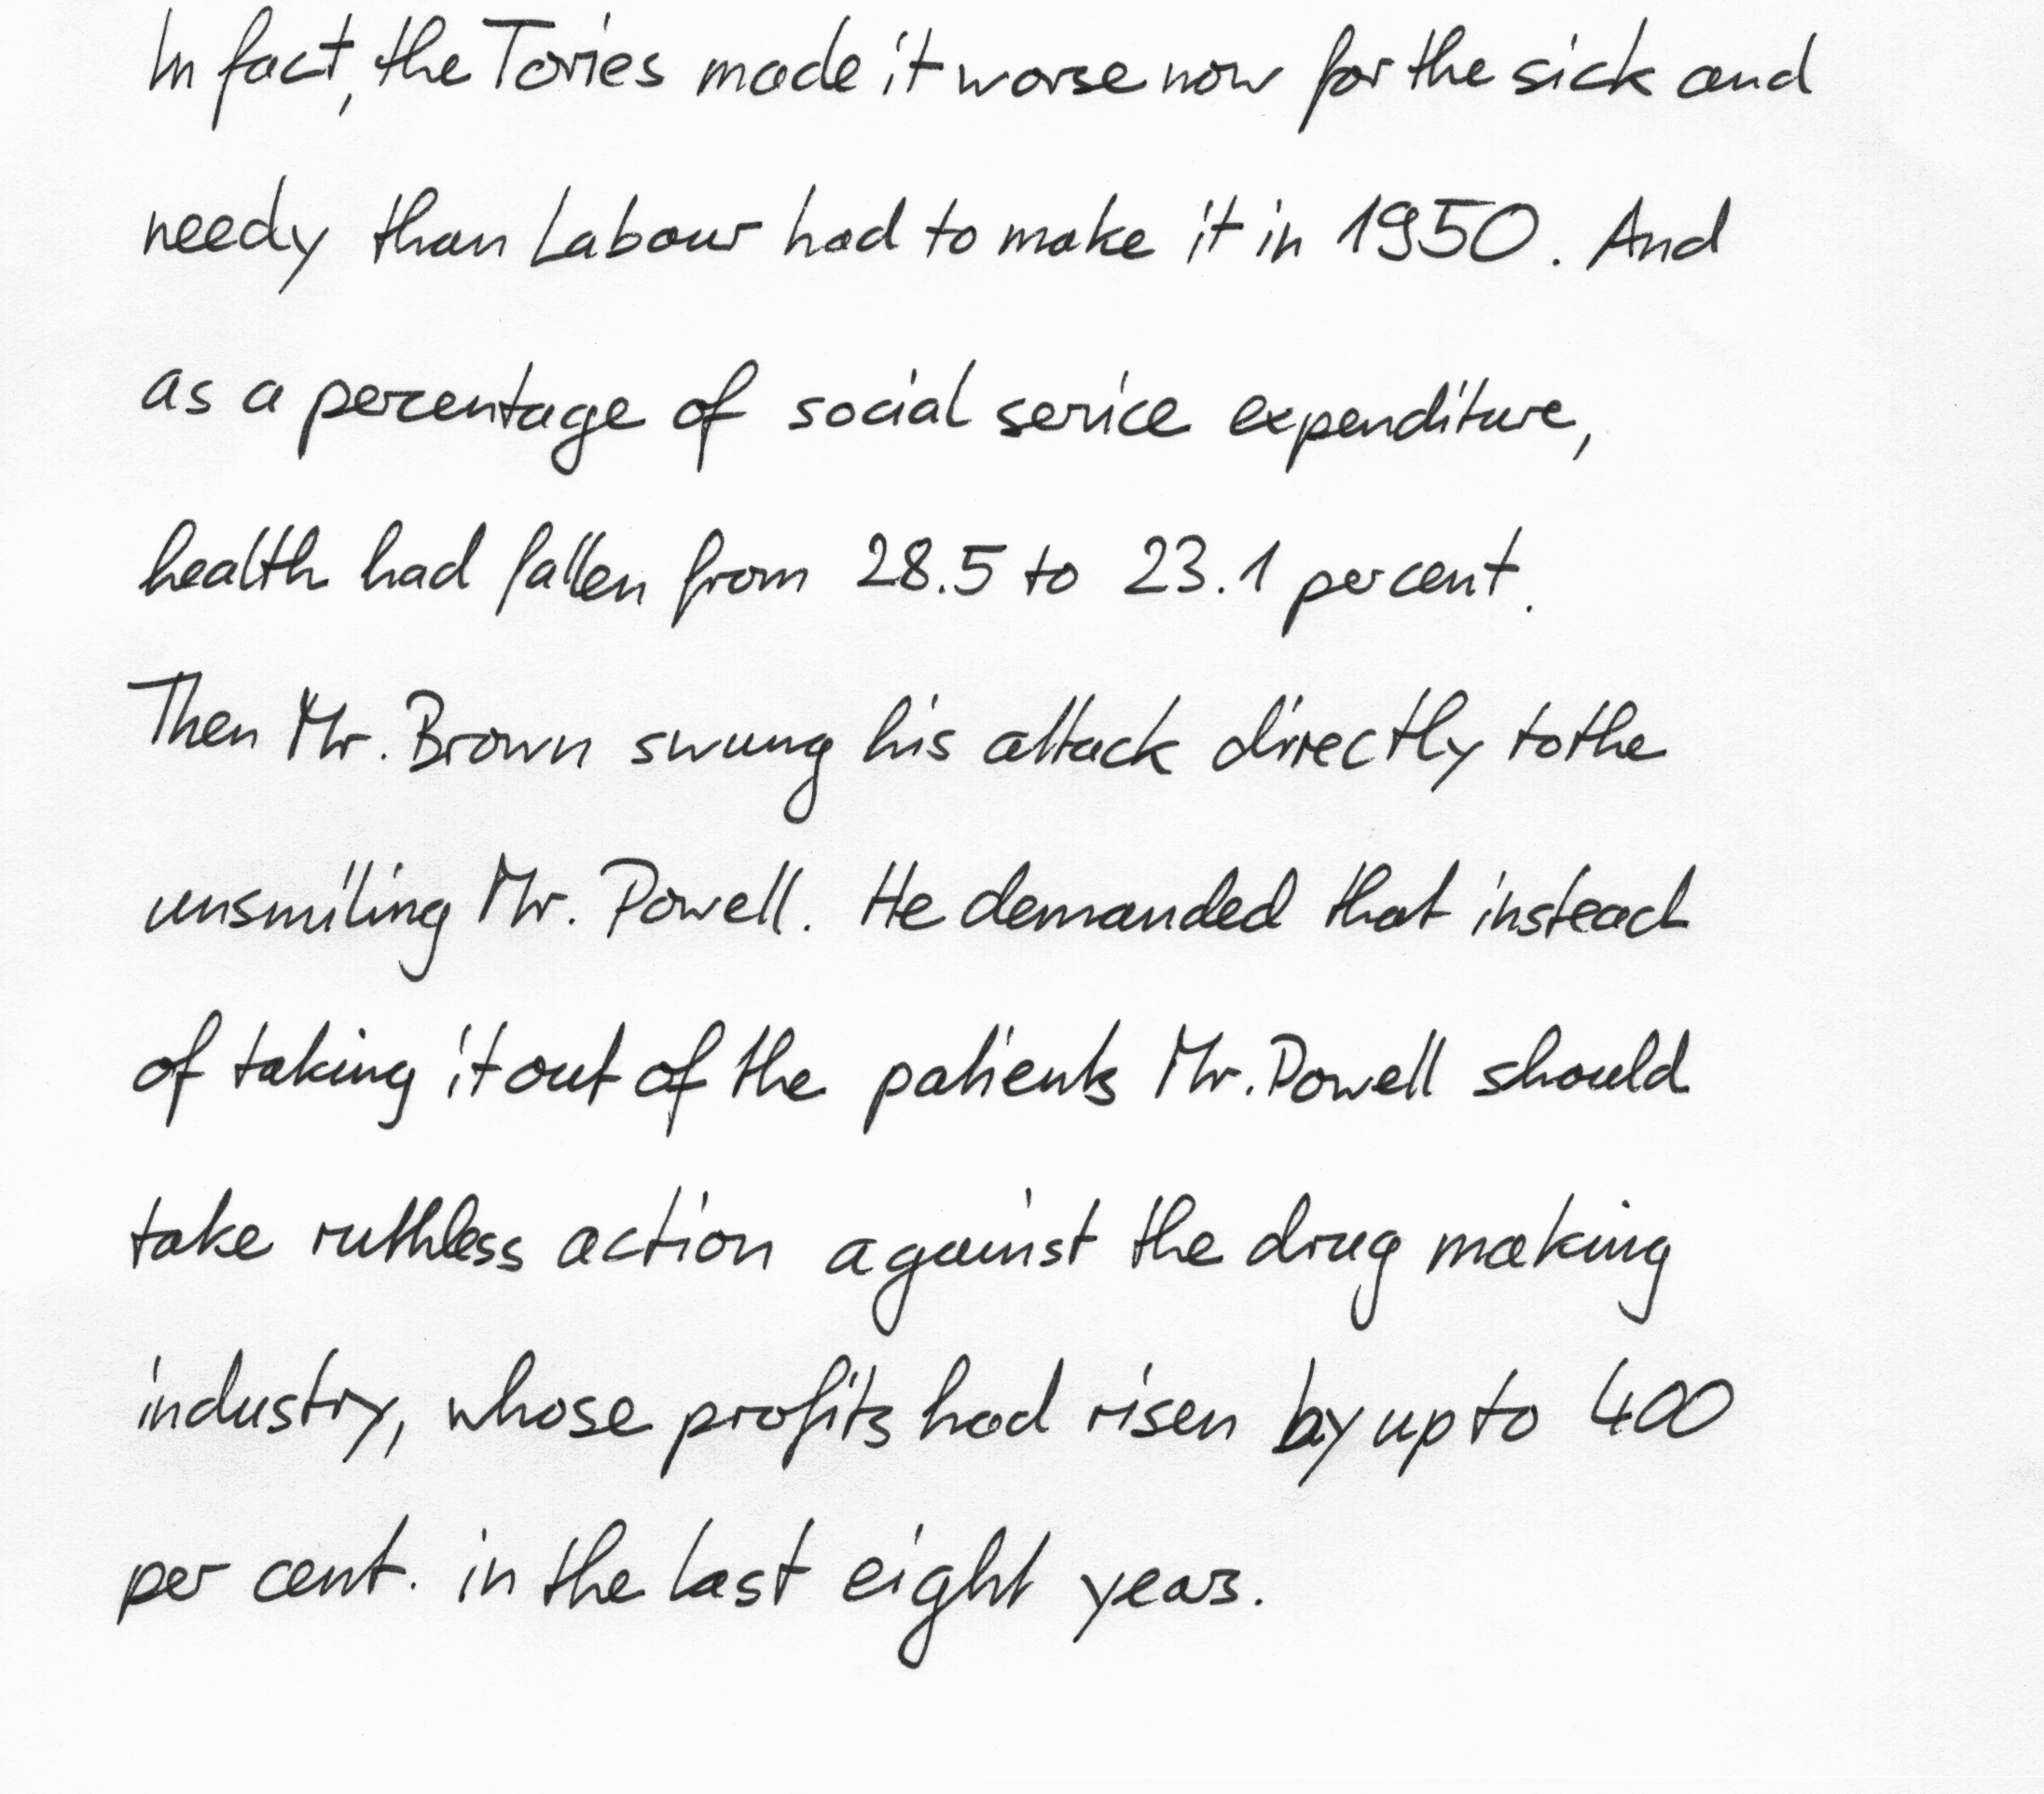 In fact, the Tories made it worse now for the sick and
needy than Labour had to make it in 1950. And
as a percentage of social serice expenditure,
health had fallen from 28.5 to 23.1 per cent.
Then Mr. Brown swung his attack directly to the
unsmiling Mr. Powell. He demanded that instead
of taking it out of the patients Mr. Powell should
take ruthless action against the drug making
industry, whose profits had risen by up to 400
per cent. in the last eight years.